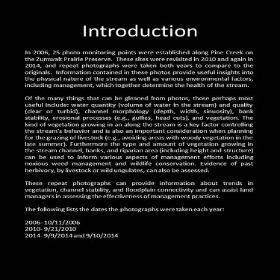 Introduction
In 2006, 25 photo monitoring points were established along Pine Creek on
the Zumwalt Prairie Preserve. These sites were revisited in 2010 and again in
2014, and repeat photographs were taken both years to compare to the
originals. Information contained in these photos provide useful insights into
the physical nature of the stream as well as various environmental factors,
including management, which together determine the health of the stream.
Of the many things that can be gleaned from photos, three perhaps most
useful include: water quantity (volume of water in the stream) and quality
(clear or turbid), channel morphology (depth, width, sinuosity), bank
stability, erosional processes (e.g., gullies, head cuts), and vegetation. The
kind of vegetation growing in an along the stream is a key factor controlling
the stream's behavior and is also an important consideration when planning
for the grazing of livestock (e.g., avoiding areas with woody vegetation in the
late summer). Furthermore the type and amount of vegetation growing in
the stream channel, banks, and riparian area (including height and structure)
can be used to inform various aspects of management efforts including
noxious weed management and wildlife conservation. Evidence of past
herbivory, by livestock or wild ungulates, can also be assessed.
These repeat photographs can provide information about trends in
vegetation, channel stability, and floodplain connectivity and can assist land
managers in assessing the effectiveness of management practices.
The following lists the dates the photographs were taken each year:
2006- 10/11/2006
2010- 9/21/2010
2014- 9/9/2014 and 9/10/2014